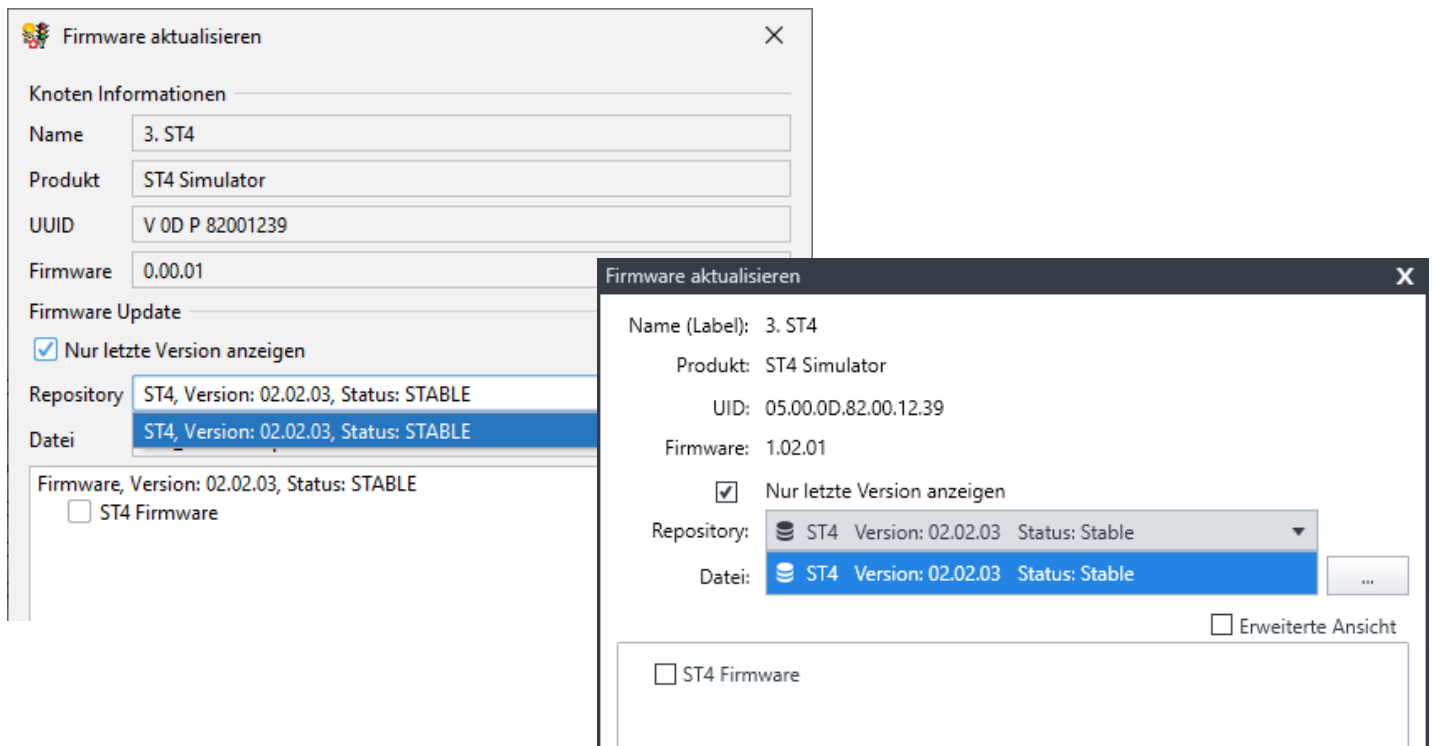 Firmware aktualisieren
Knoten Informationen
Name 3. ST4
Produkt ST4 Simulator
UUID V 0D P 82001239
Firmware 0.00.01
Firmware Update
Nur letzte Version anzeigen
Repository ST4, Version: 02.02.03, Status: STABLE
ST4, Version: 02.02.03, Status: STABLE
Datei
Firmware, Version: 02.02.03, Status: STABLE
ST4 Firmware
Firmware aktualisieren X
Name (Label): 3. ST4
Produkt: ST4 Simulator
UID: 05.00.0D.82.00.12.39
Firmware: 1.02.01
Nur letzte Version anzeigen
Repository: ST4 Version: 02.02.03 Status: Stable
Datei: ST4 Version: 02.02.03 Status: Stable ...
Erweiterte Ansicht
ST4 Firmware